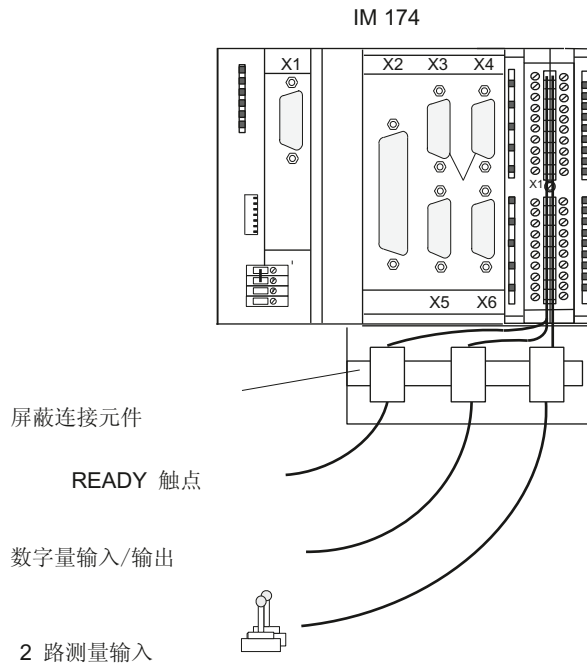 IM 174
X1 X2 X3 X4
X1
X5 X6
屏蔽连接元件
READY 触点
数字量输入/输出
2 路测量输入